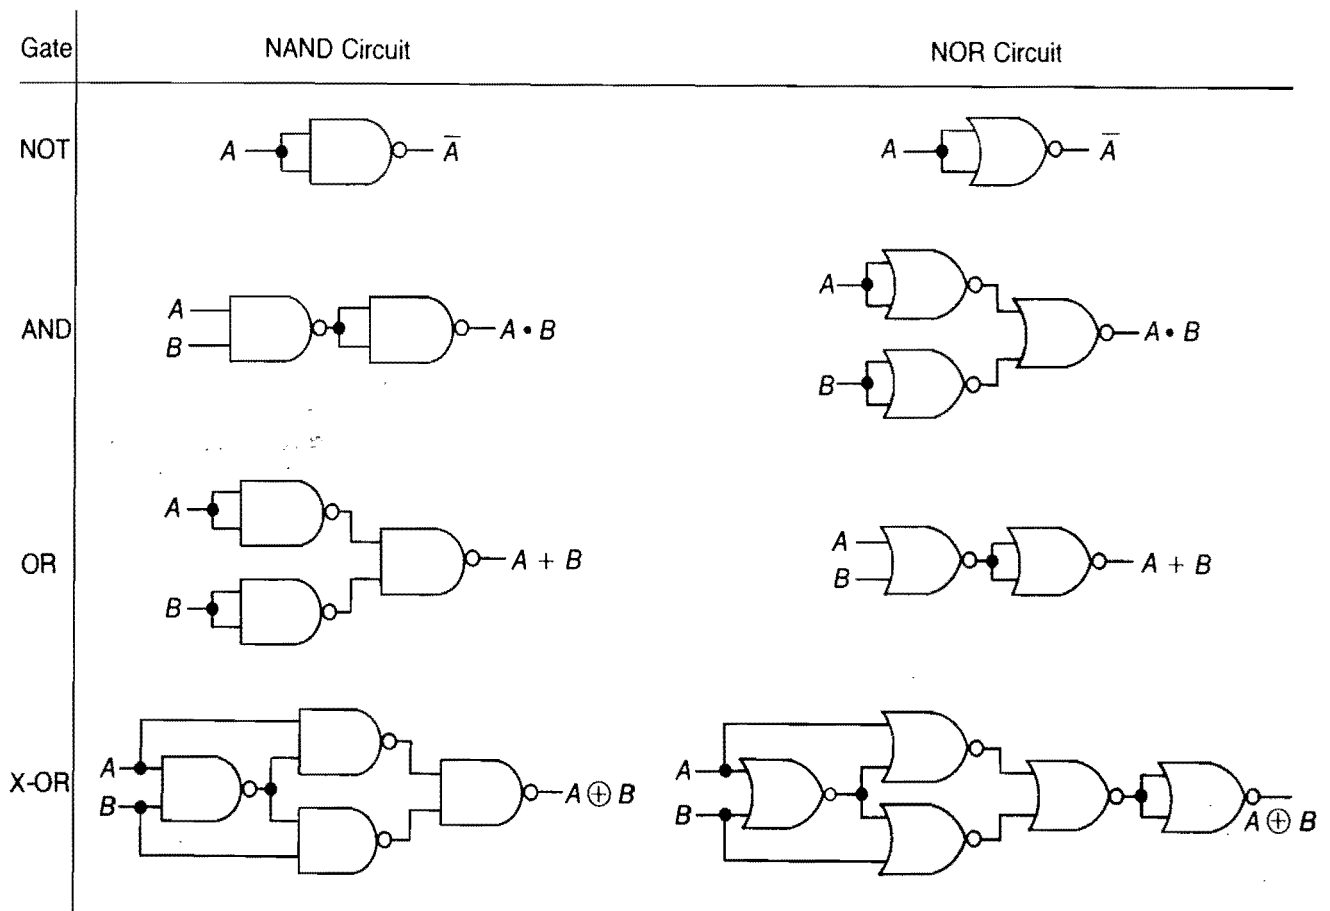 Gate NAND Circuit NOR Circuit
NOT A A̅ A A̅
AND A B A • B A B A • B
OR A B A + B A B A + B
X-OR A B A ⊕ B A B A ⊕ B